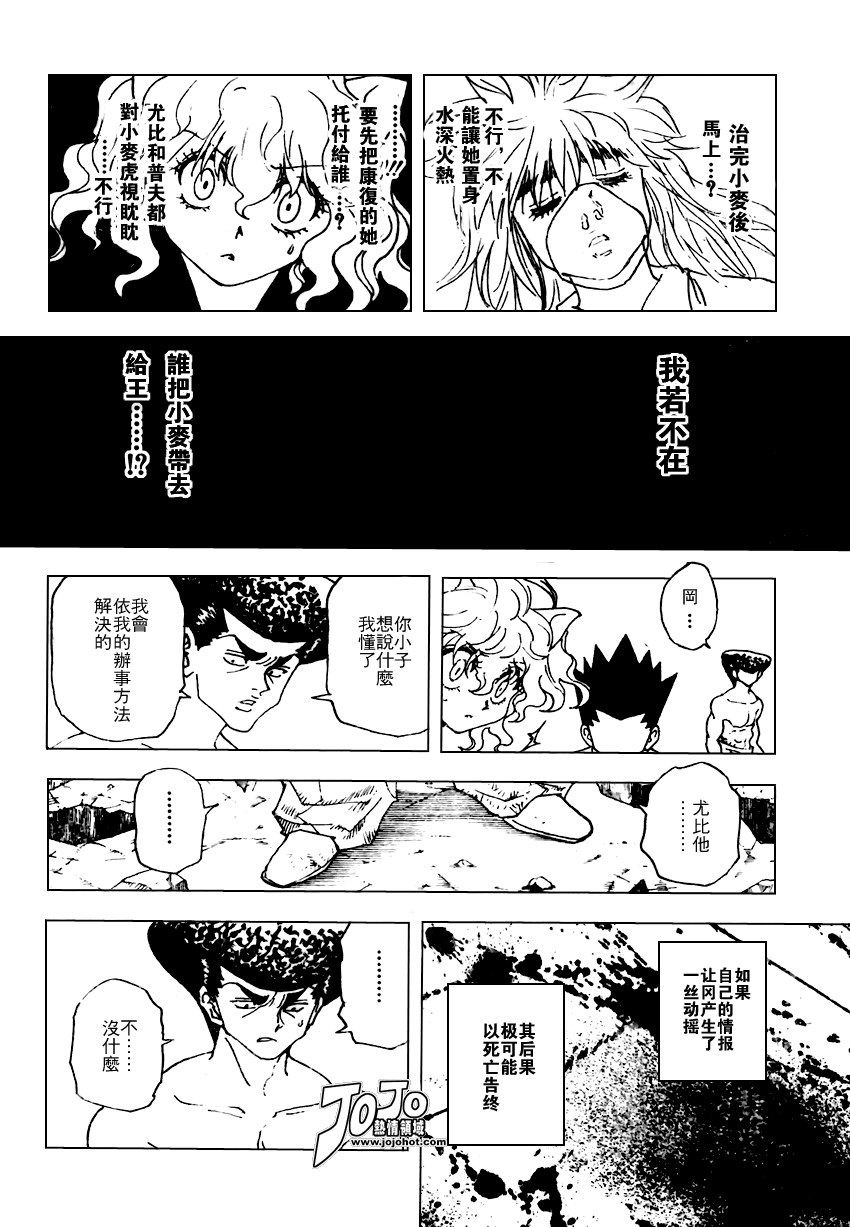 治完小麥後
馬上…?
不行，不
能讓她置身
水深火熱
…………!!
要先把康復的她
托付給誰……?
尤比和普夫都
對小麥虎視眈眈
……不行
我若不在
誰把小麥帶去
給王………!?
岡…
你小子
想說什麼
我懂了
我會
依我的辦事方法
解決的
尤比他
………
………
如果
自己的情报
让冈产生了
一丝动摇
其后果
极可能
以死亡告终
………
不……
沒什麼
JOJO
熱情領域
www.jojohot.com